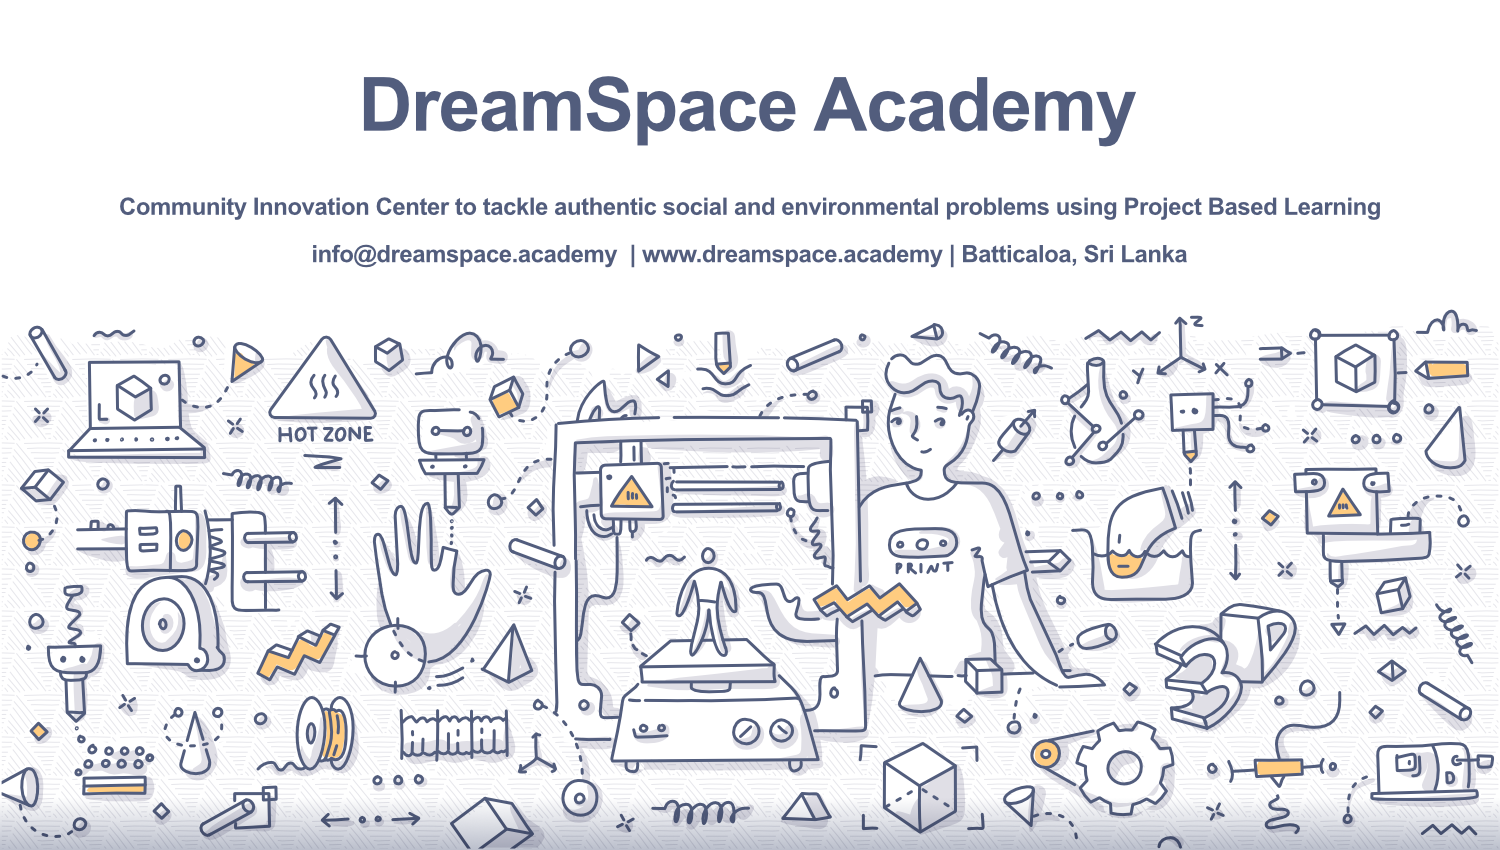 DreamSpace Academy
Community Innovation Center to tackle authentic social and environmental problems using Project Based Learning
info@dreamspace.academy | www.dreamspace.academy | Batticaloa, Sri Lanka
Z
Y X
L
HOT ZONE
PRINT
3D